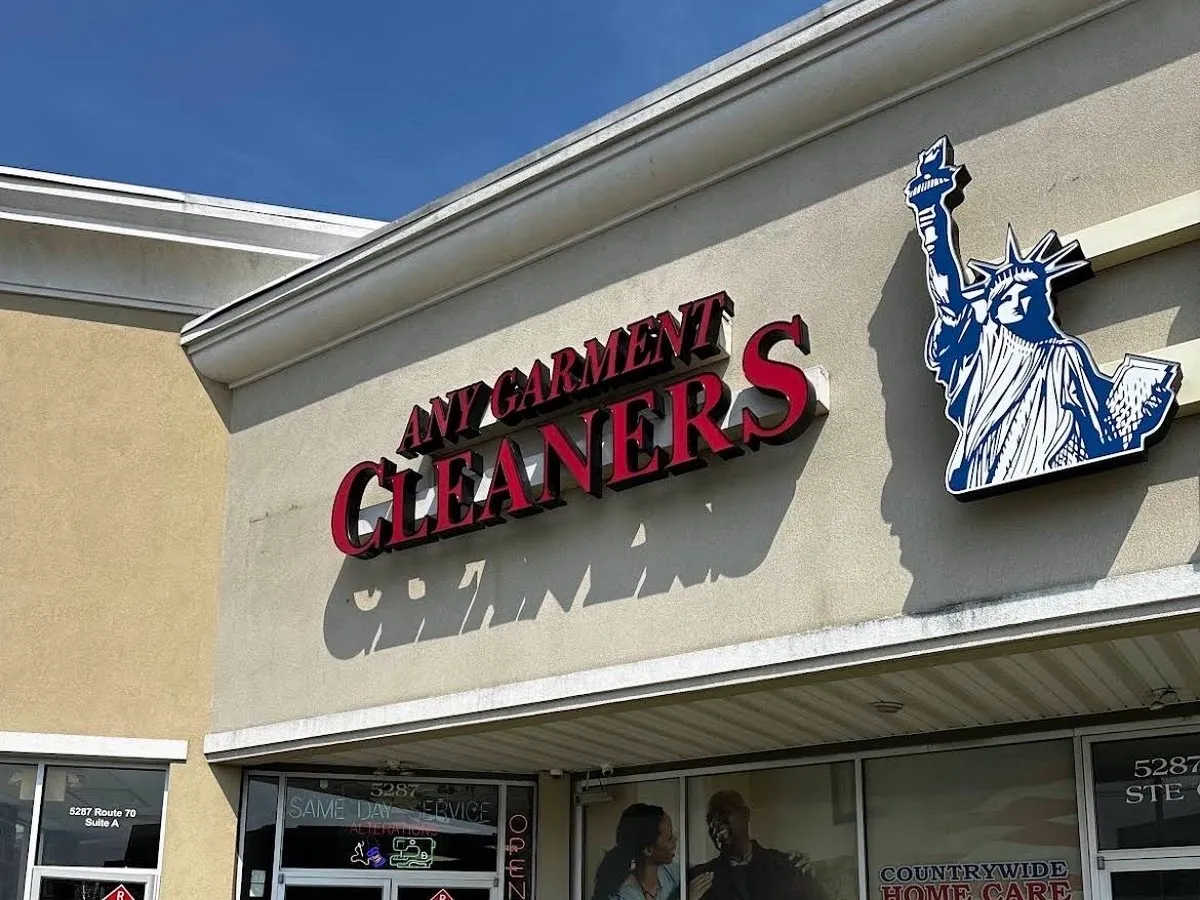 ANY GARMENT
CLEANERS
5287 Route 70
Suite A
5287
SAME DAY SERVICE
ALTERATIONS
OPEN
COUNTRYWIDE
HOME CARE
5287
STE
R
R